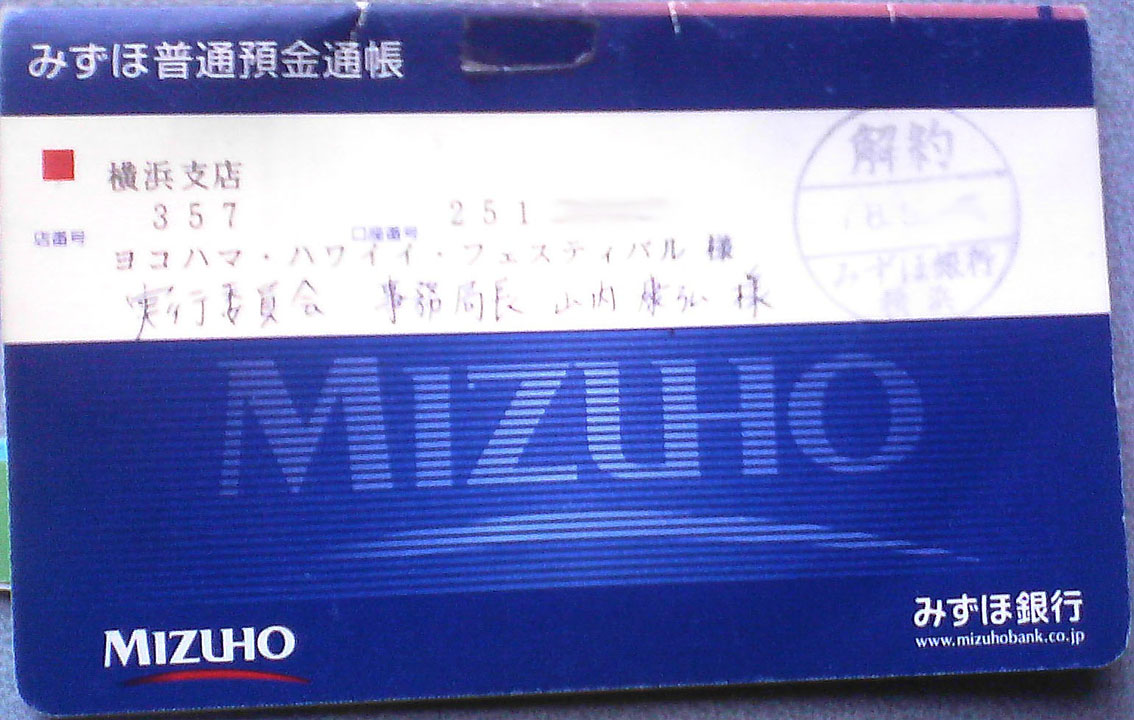 みずほ普通預金通帳
横浜支店
店番号 357 口座番号 251
ヨコハマ・ハワイイ・フェスティバル 様
実行委員会 事務局長 山内 康弘 様
解約
みずほ銀行
横浜
MIZUHO
みずほ銀行
www.mizuhobank.co.jp
MIZUHO